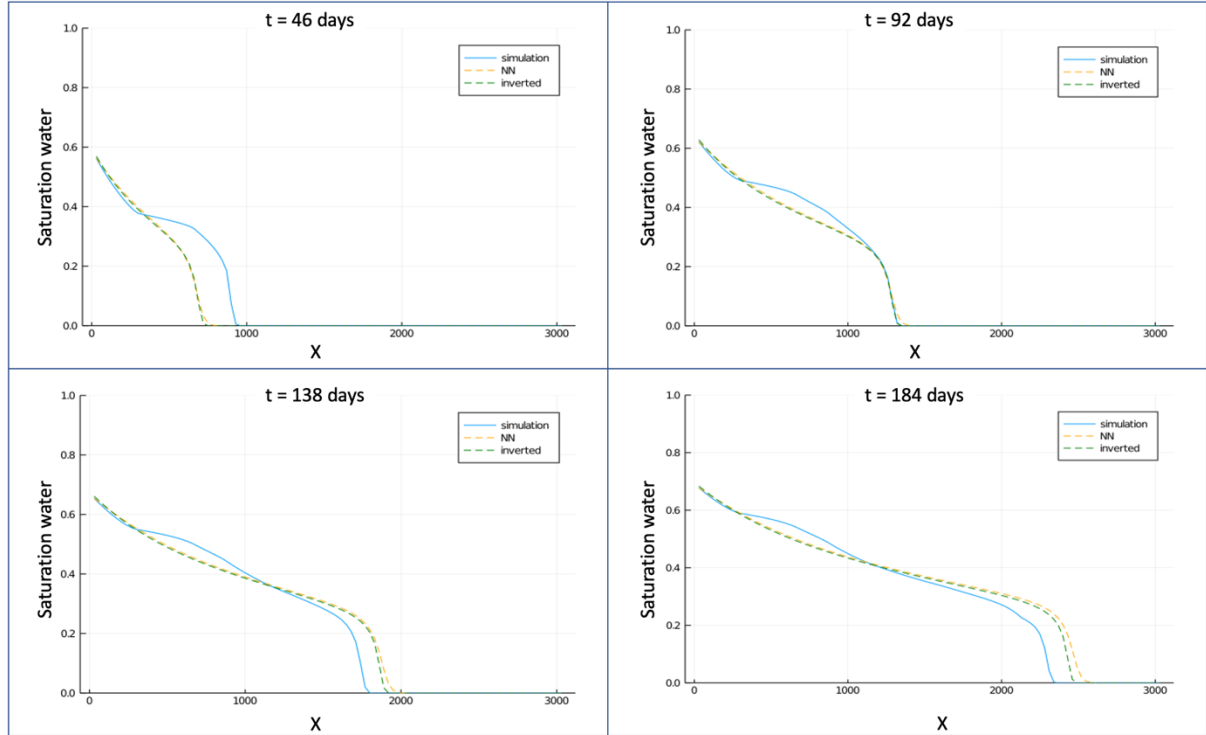 t = 46 days
1.0
0.8
0.6
0.4
0.2
0.0
Saturation water
simulation
NN
inverted
0 1000 2000 3000
X
t = 92 days
1.0
0.8
0.6
0.4
0.2
0.0
Saturation water
simulation
NN
inverted
0 1000 2000 3000
X
t = 138 days
1.0
0.8
0.6
0.4
0.2
0.0
Saturation water
simulation
NN
inverted
0 1000 2000 3000
X
t = 184 days
1.0
0.8
0.6
0.4
0.2
0.0
Saturation water
simulation
NN
inverted
0 1000 2000 3000
X